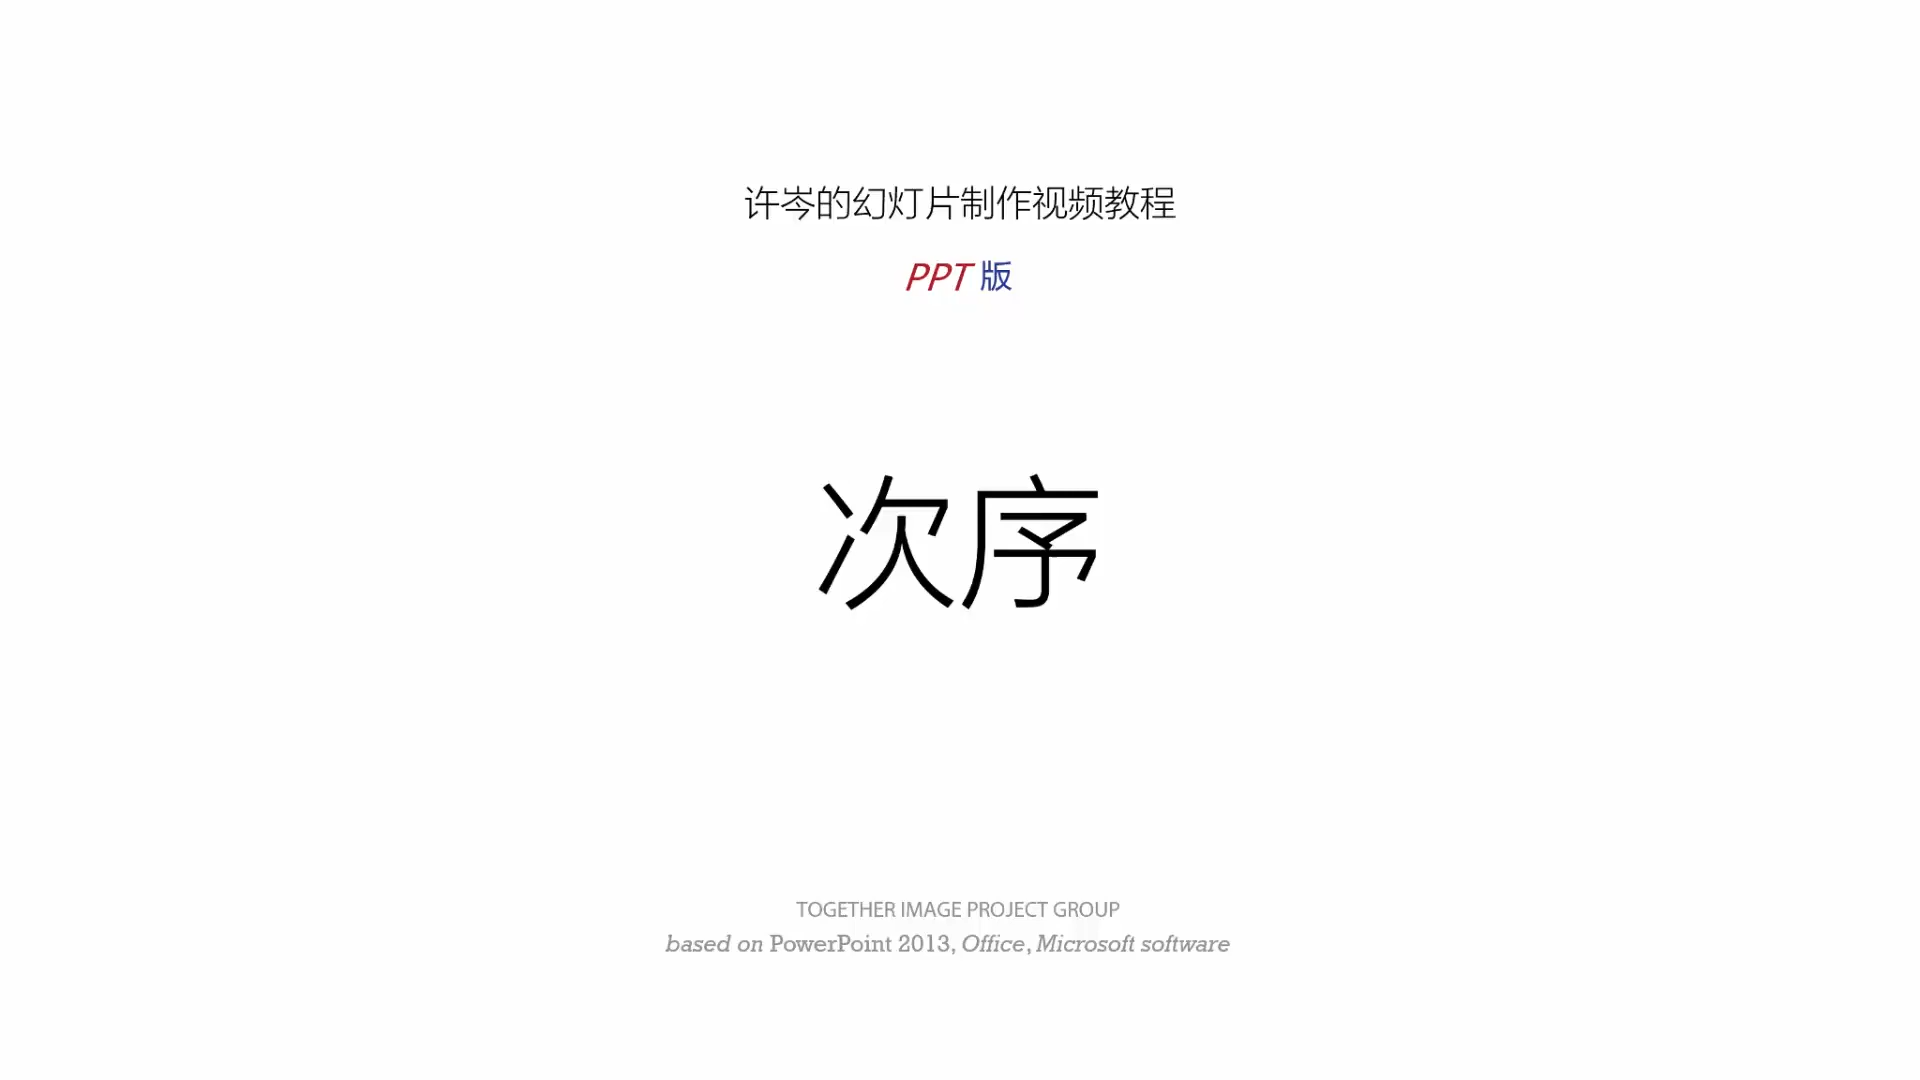 许岑的幻灯片制作视频教程
PPT 版
次序
TOGETHER IMAGE PROJECT GROUP
based on PowerPoint 2013, Office, Microsoft software